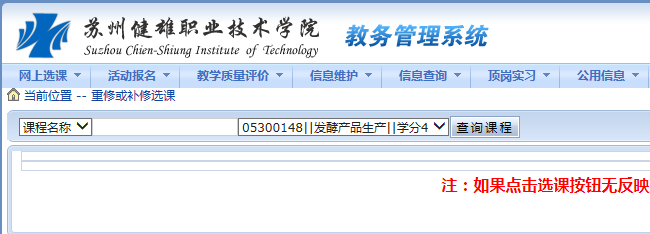 苏州健雄职业技术学院 教务管理系统
Suzhou Chien-Shiung Institute of Technology
网上选课 活动报名 教学质量评价 信息维护 信息查询 顶岗实习 公用信息
当前位置 -- 重修或补修选课
课程名称 05300148||发酵产品生产||学分4 查询课程
注：如果点击选课按钮无反映